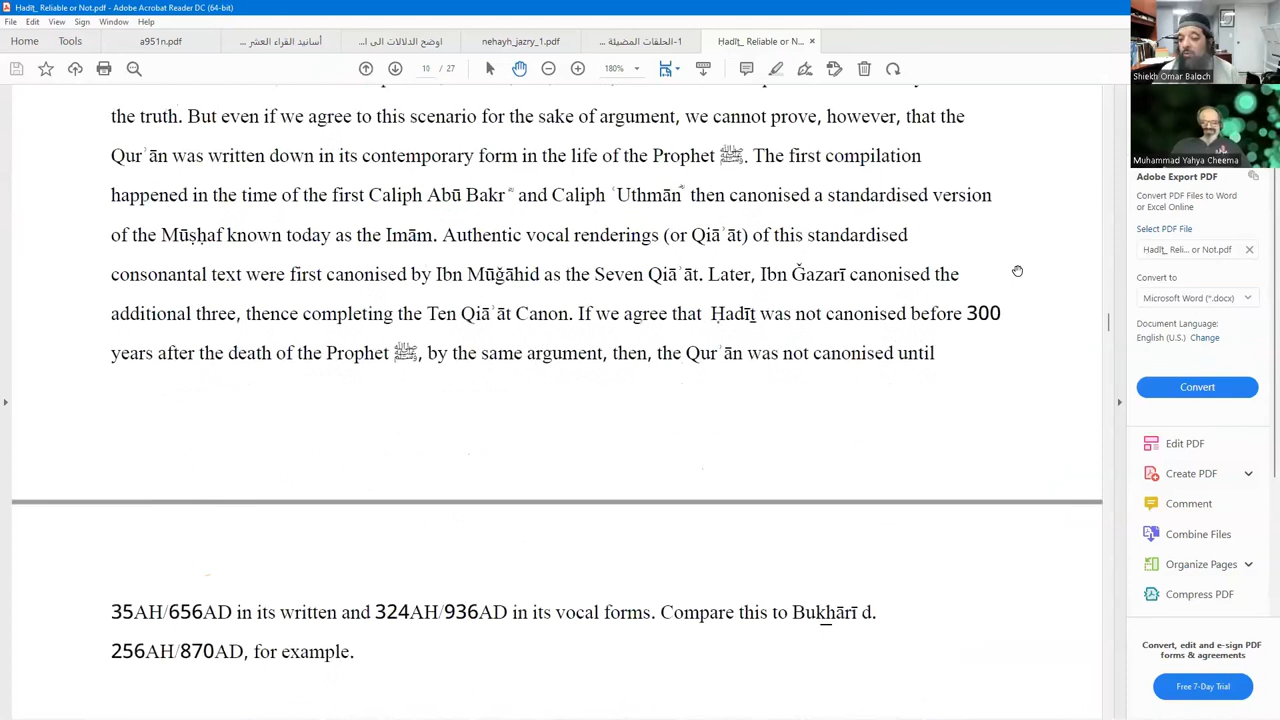 Hadīṯ_ Reliable or Not.pdf - Adobe Acrobat Reader DC (64-bit)
File Edit View Sign Window Help
Home Tools a951n.pdf أسانيد القراء العشر ... وضح الدلالات الى ا... nehayh_jazry_1.pdf 1-الحلقات المضيئة ... Hadīṯ_ Reliable or N... ×
10 / 27 180%
the truth. But even if we agree to this scenario for the sake of argument, we cannot prove, however, that the
Qurʾān was written down in its contemporary form in the life of the Prophet ﷺ. The first compilation
happened in the time of the first Caliph Abū Bakr and Caliph ʿUthmān then canonised a standardised version
of the Mūṣḥaf known today as the Imām. Authentic vocal renderings (or Qiāʾāt) of this standardised
consonantal text were first canonised by Ibn Mūǧāhid as the Seven Qiāʾāt. Later, Ibn Ǧazarī canonised the
additional three, thence completing the Ten Qiāʾāt Canon. If we agree that Ḥadīṯ was not canonised before 300
years after the death of the Prophet ﷺ, by the same argument, then, the Qurʾān was not canonised until
35AH/656AD in its written and 324AH/936AD in its vocal forms. Compare this to Bukhārī d.
256AH/870AD, for example.
Shiekh Omar Baloch
Muhammad Yahya Cheema
Adobe Export PDF
Convert PDF Files to Word
or Excel Online
Select PDF File
Hadīṯ_ Reli... or Not.pdf ×
Convert to
Microsoft Word (*.docx)
Document Language:
English (U.S.) Change
Convert
Edit PDF
Create PDF
Comment
Combine Files
Organize Pages
Compress PDF
Convert, edit and e-sign PDF
forms & agreements
Free 7-Day Trial